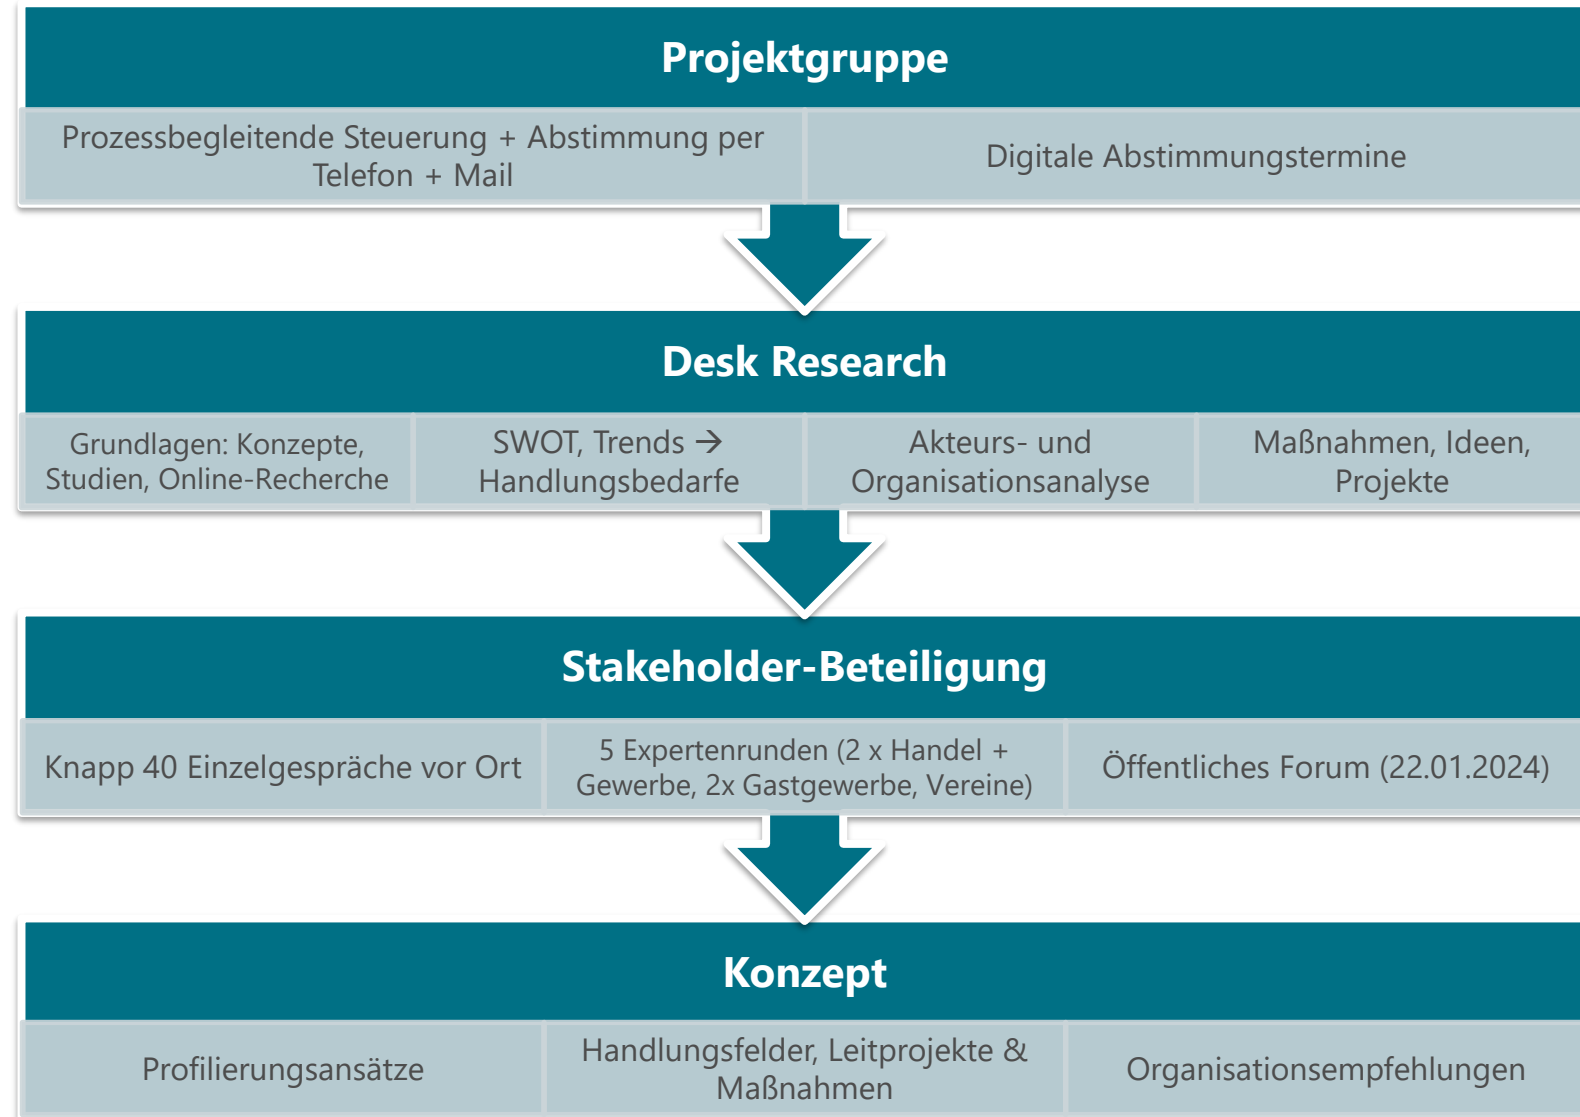 Projektgruppe
Prozessbegleitende Steuerung + Abstimmung per
Telefon + Mail
Digitale Abstimmungstermine
Desk Research
Grundlagen: Konzepte,
Studien, Online-Recherche
SWOT, Trends →
Handlungsbedarfe
Akteurs- und
Organisationsanalyse
Maßnahmen, Ideen,
Projekte
Stakeholder-Beteiligung
Knapp 40 Einzelgespräche vor Ort
5 Expertenrunden (2 x Handel +
Gewerbe, 2x Gastgewerbe, Vereine)
Öffentliches Forum (22.01.2024)
Konzept
Profilierungsansätze
Handlungsfelder, Leitprojekte &
Maßnahmen
Organisationsempfehlungen